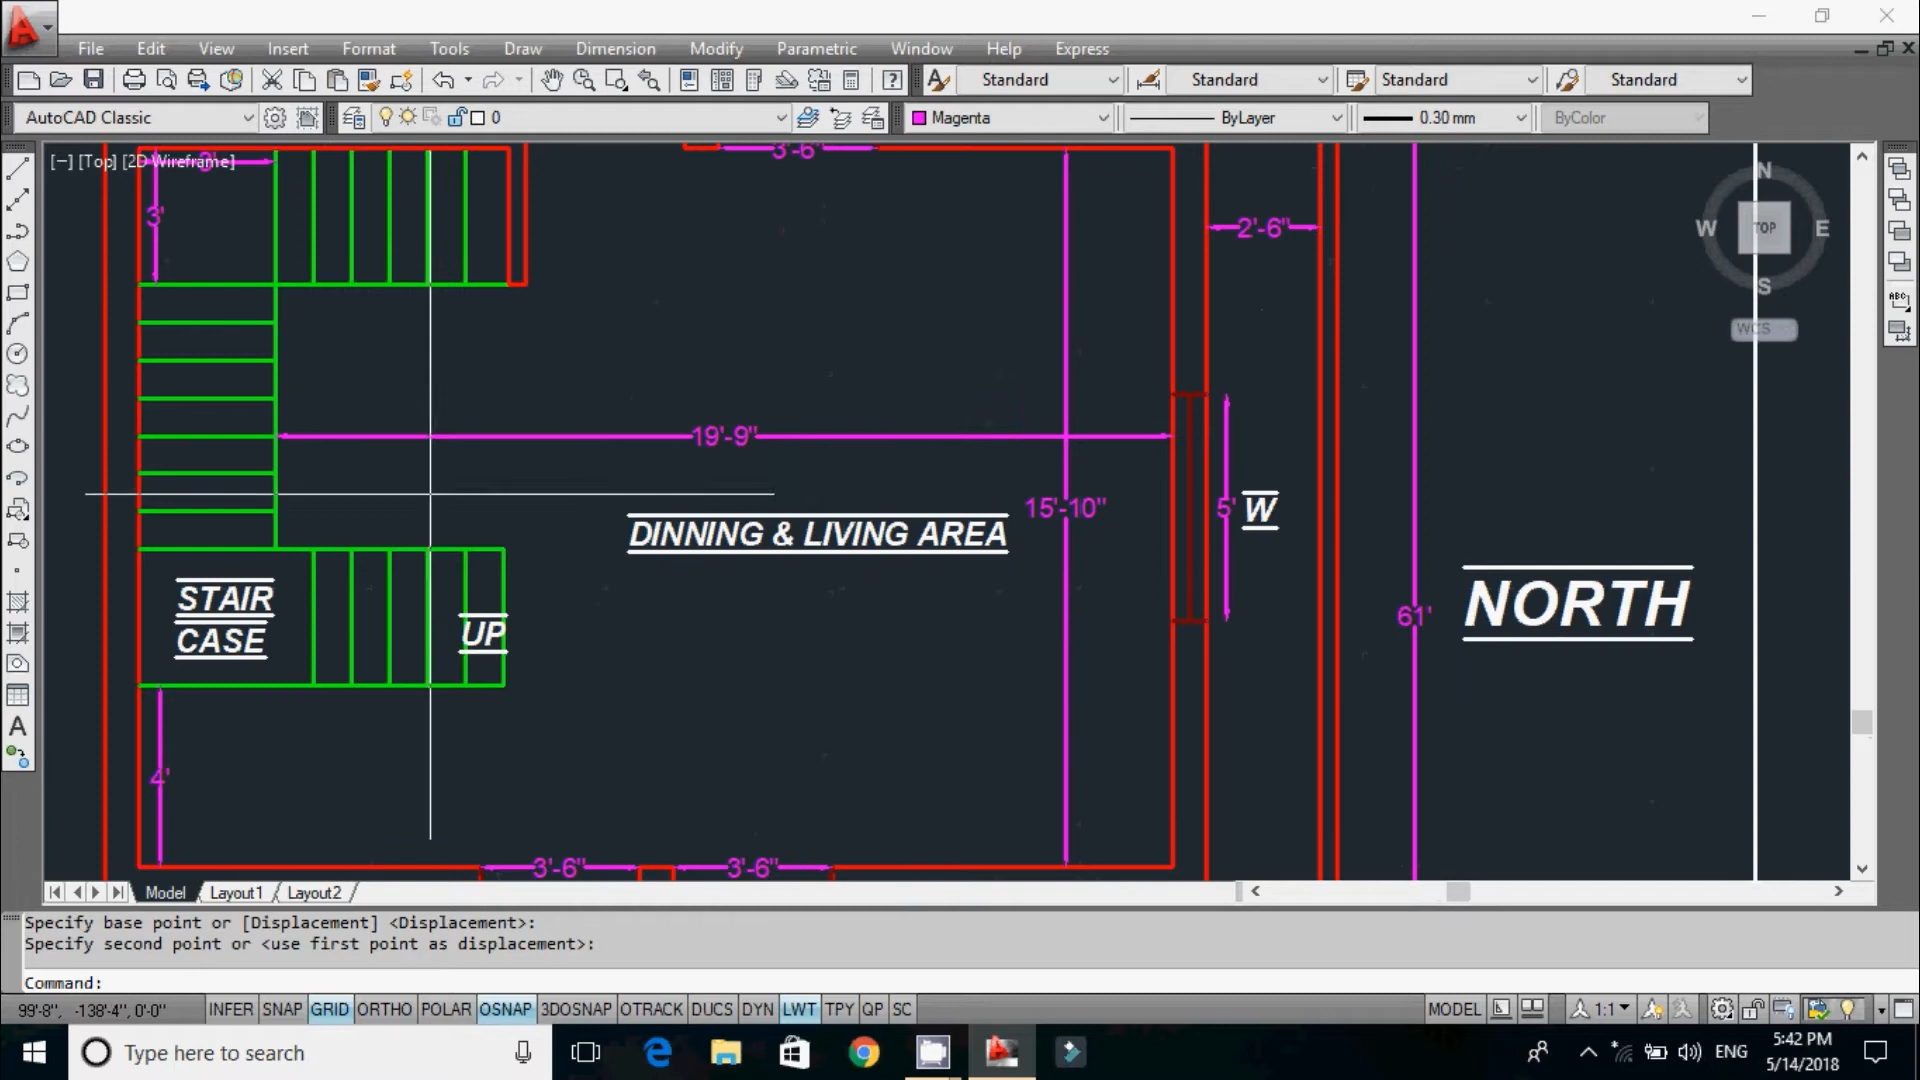 File Edit View Insert Format Tools Draw Dimension Modify Parametric Window Help Express
Standard Standard Standard Standard
AutoCAD Classic 0 Magenta ByLayer 0.30 mm ByColor
[−] [Top] [2D Wireframe]
3'-6"
3'
2'-6"
N
W TOP E
S
WCS
19'-9"
15'-10"
5' W
DINNING & LIVING AREA
NORTH
61'
STAIR
CASE
UP
4'
3'-6" 3'-6"
Model Layout1 Layout2
Specify base point or [Displacement] <Displacement>:
Specify second point or <use first point as displacement>:
Command:
99'-8", -138'-4", 0'-0" INFER SNAP GRID ORTHO POLAR OSNAP 3DOSNAP OTRACK DUCS DYN LWT TPY QP SC MODEL 1:1
Type here to search
ENG
5:42 PM
5/14/2018